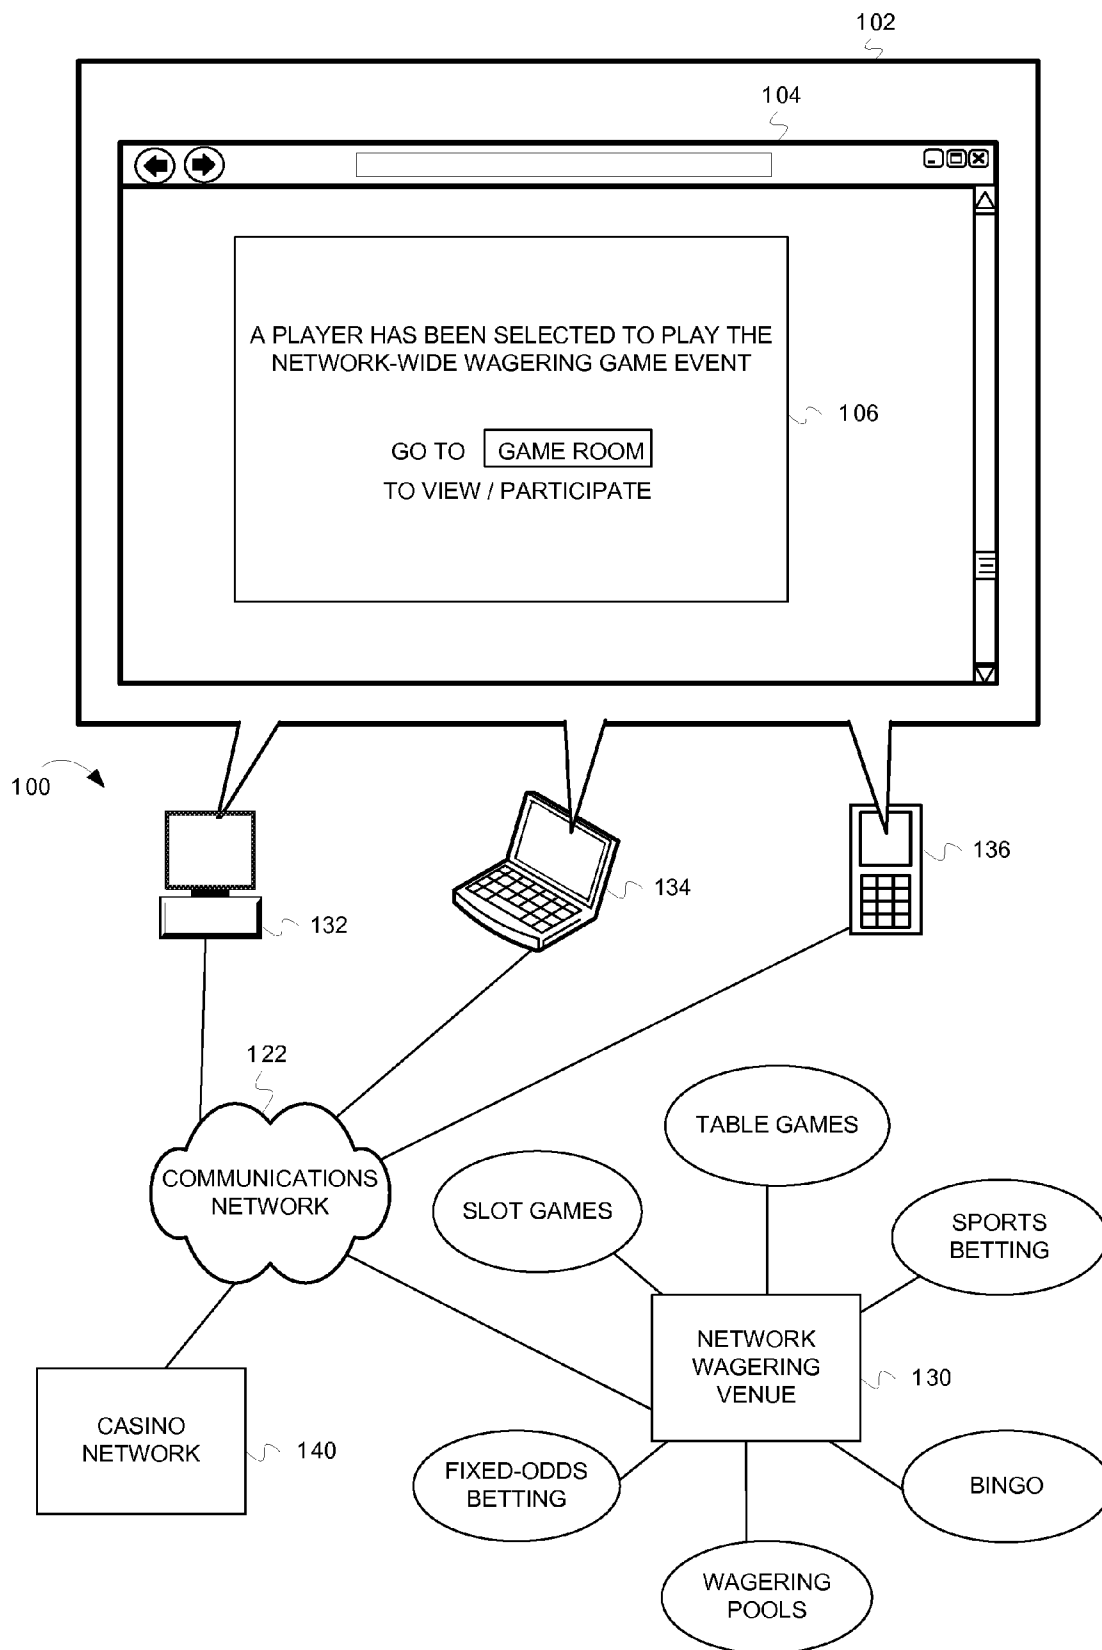 102
104
A PLAYER HAS BEEN SELECTED TO PLAY THE
NETWORK-WIDE WAGERING GAME EVENT
106
GO TO GAME ROOM
TO VIEW / PARTICIPATE
100
132
134
136
122
COMMUNICATIONS
NETWORK
TABLE GAMES
SLOT GAMES
SPORTS
BETTING
NETWORK
WAGERING
VENUE
130
CASINO
NETWORK
140
FIXED-ODDS
BETTING
BINGO
WAGERING
POOLS